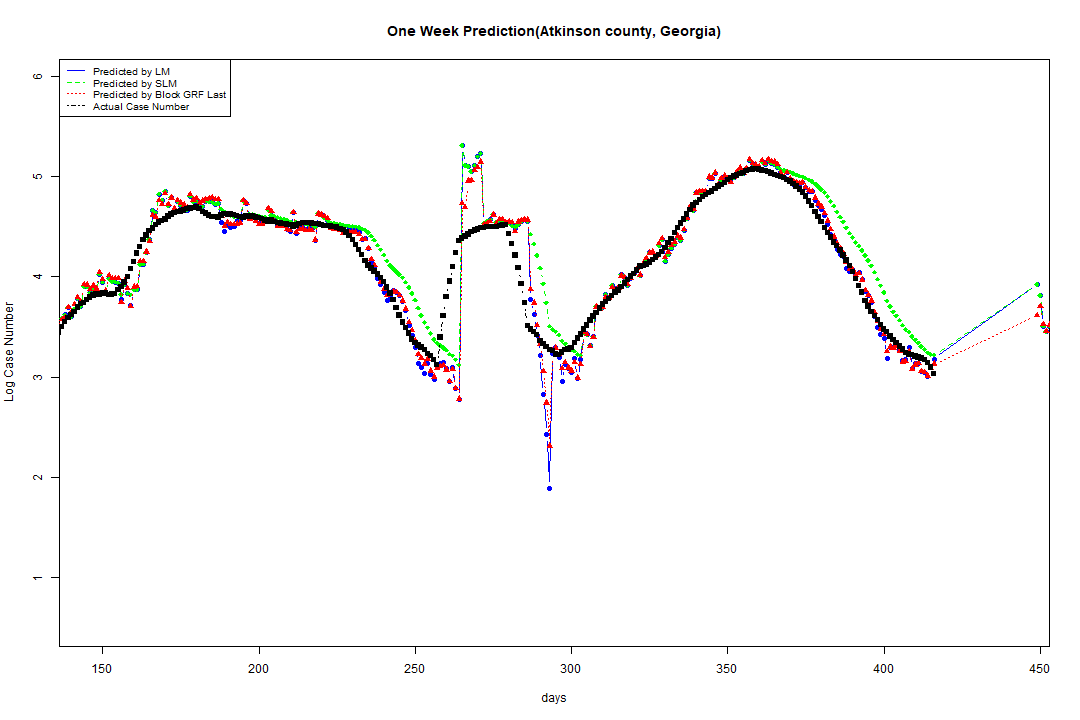 One Week Prediction(Atkinson county, Georgia)
Predicted by LM
Predicted by SLM
Predicted by Block GRF Last
Actual Case Number
6
5
4
3
2
1
Log Case Number
150 200 250 300 350 400 450
days